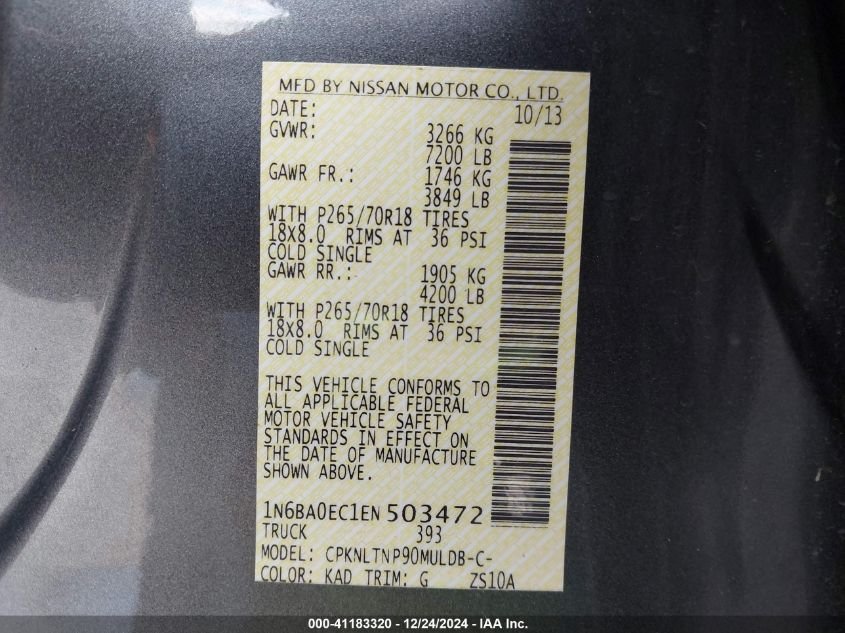 MFD BY NISSAN MOTOR CO., LTD.
DATE: 10/13
GVWR: 3266 KG
7200 LB
GAWR FR.: 1746 KG
3849 LB
WITH P265/70R18 TIRES
18X8.0 RIMS AT 36 PSI
COLD SINGLE
GAWR RR.: 1905 KG
4200 LB
WITH P265/70R18 TIRES
18X8.0 RIMS AT 36 PSI
COLD SINGLE
THIS VEHICLE CONFORMS TO
ALL APPLICABLE FEDERAL
MOTOR VEHICLE SAFETY
STANDARDS IN EFFECT ON
THE DATE OF MANUFACTURE
SHOWN ABOVE.
1N6BA0EC1EN 503472
TRUCK 393
MODEL: CPKNLTNP90MULDB-C-
COLOR: KAD TRIM: G ZS10A
000-41183320 - 12/24/2024 - IAA Inc.